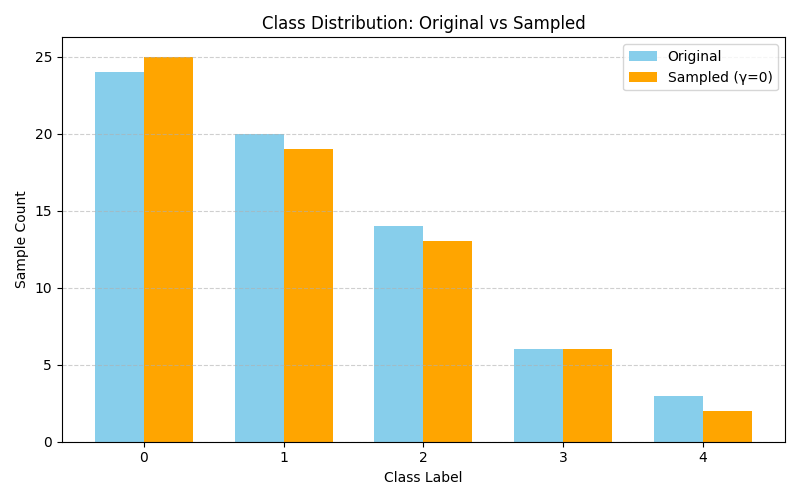 Class Distribution: Original vs Sampled
Original
Sampled (γ=0)
Sample Count
25
20
15
10
5
0
0 1 2 3 4
Class Label